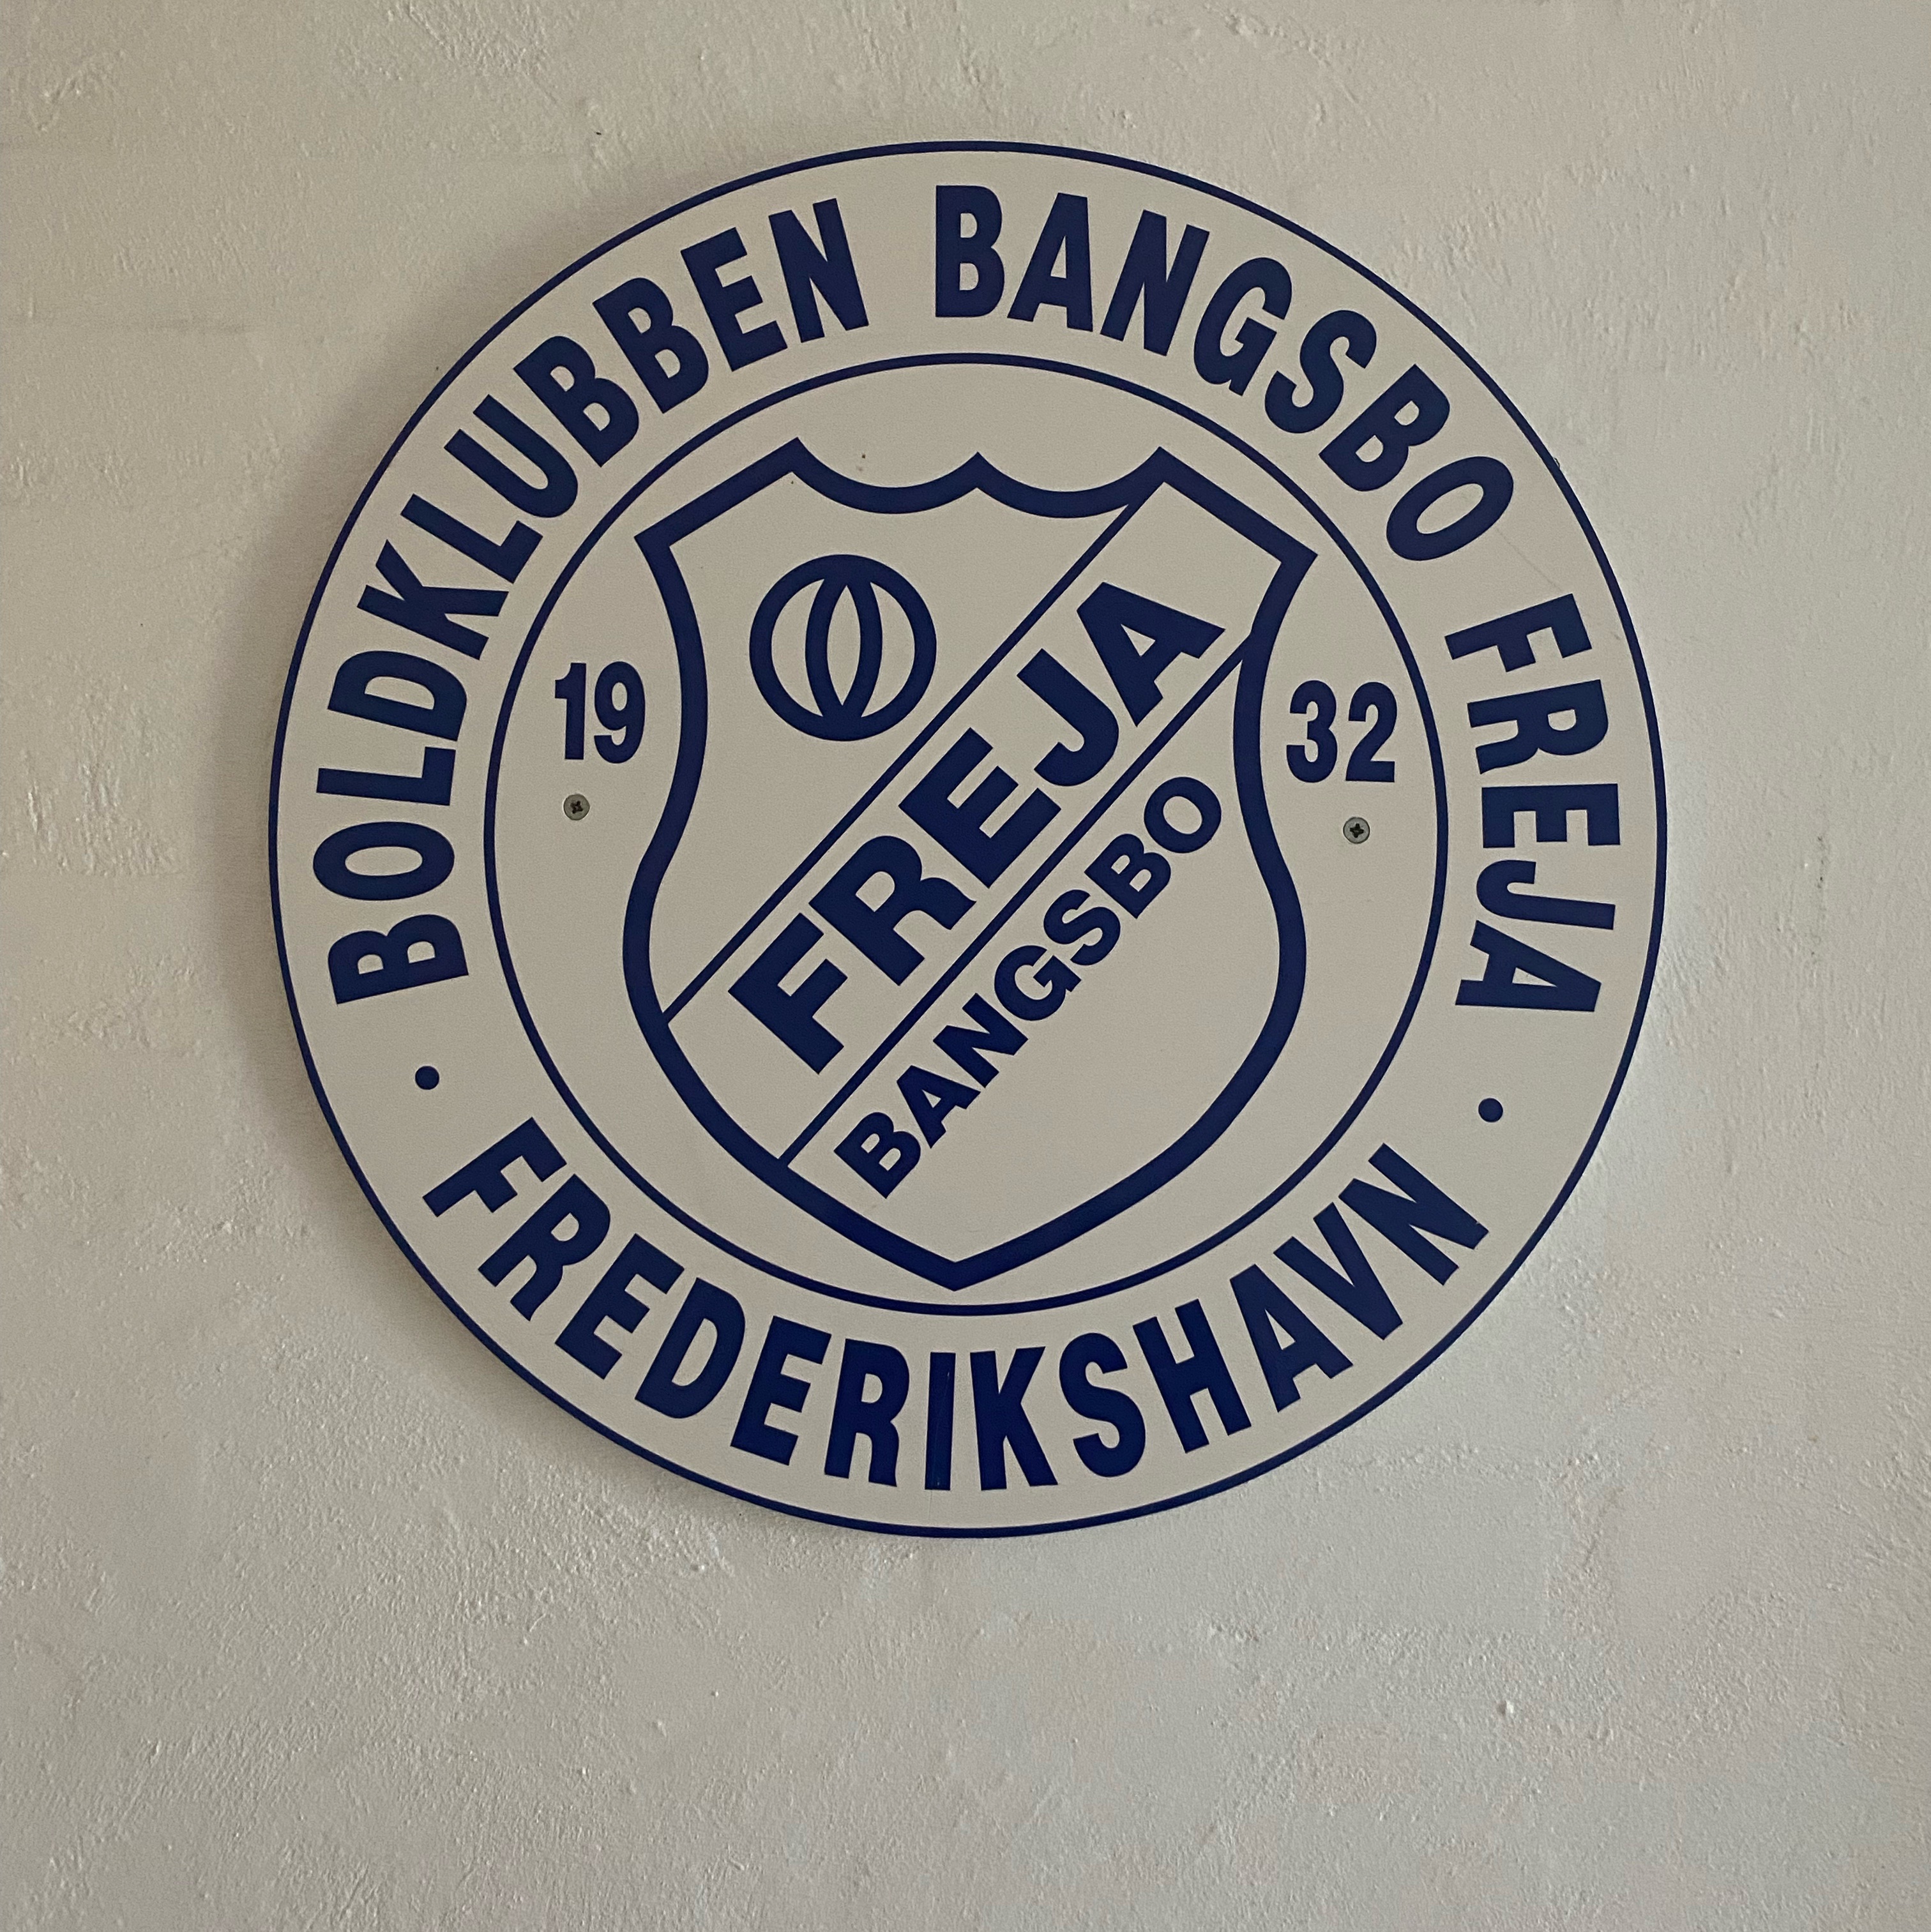 BOLDKLUBBEN BANGSBO FREJA
19 32
FREJA
BANGSBO
• FREDERIKSHAVN •